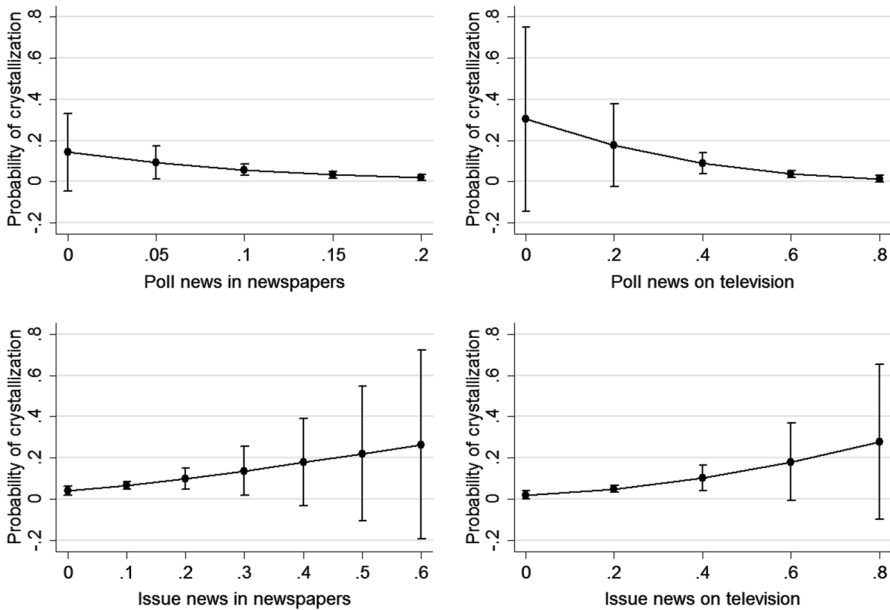 Probability of crystallization
.8
.6
.4
.2
0
-.2
0 .05 .1 .15 .2
Poll news in newspapers
Probability of crystallization
.8
.6
.4
.2
0
-.2
0 .2 .4 .6 .8
Poll news on television
Probability of crystallization
.8
.6
.4
.2
0
-.2
0 .1 .2 .3 .4 .5 .6
Issue news in newspapers
Probability of crystallization
.8
.6
.4
.2
0
-.2
0 .2 .4 .6 .8
Issue news on television